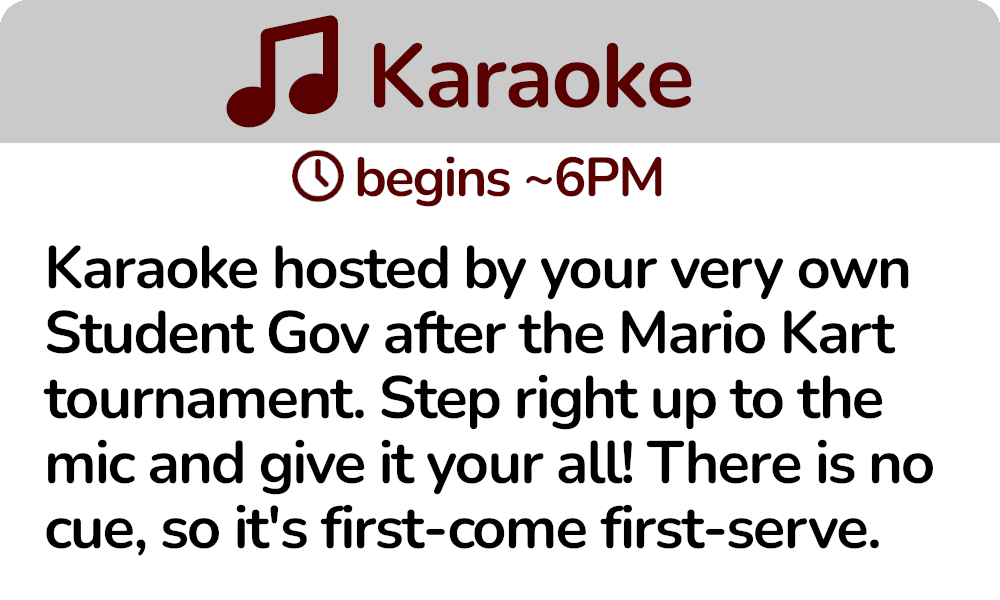 Karaoke
begins ~6PM
Karaoke hosted by your very own
Student Gov after the Mario Kart
tournament. Step right up to the
mic and give it your all! There is no
cue, so it's first-come first-serve.